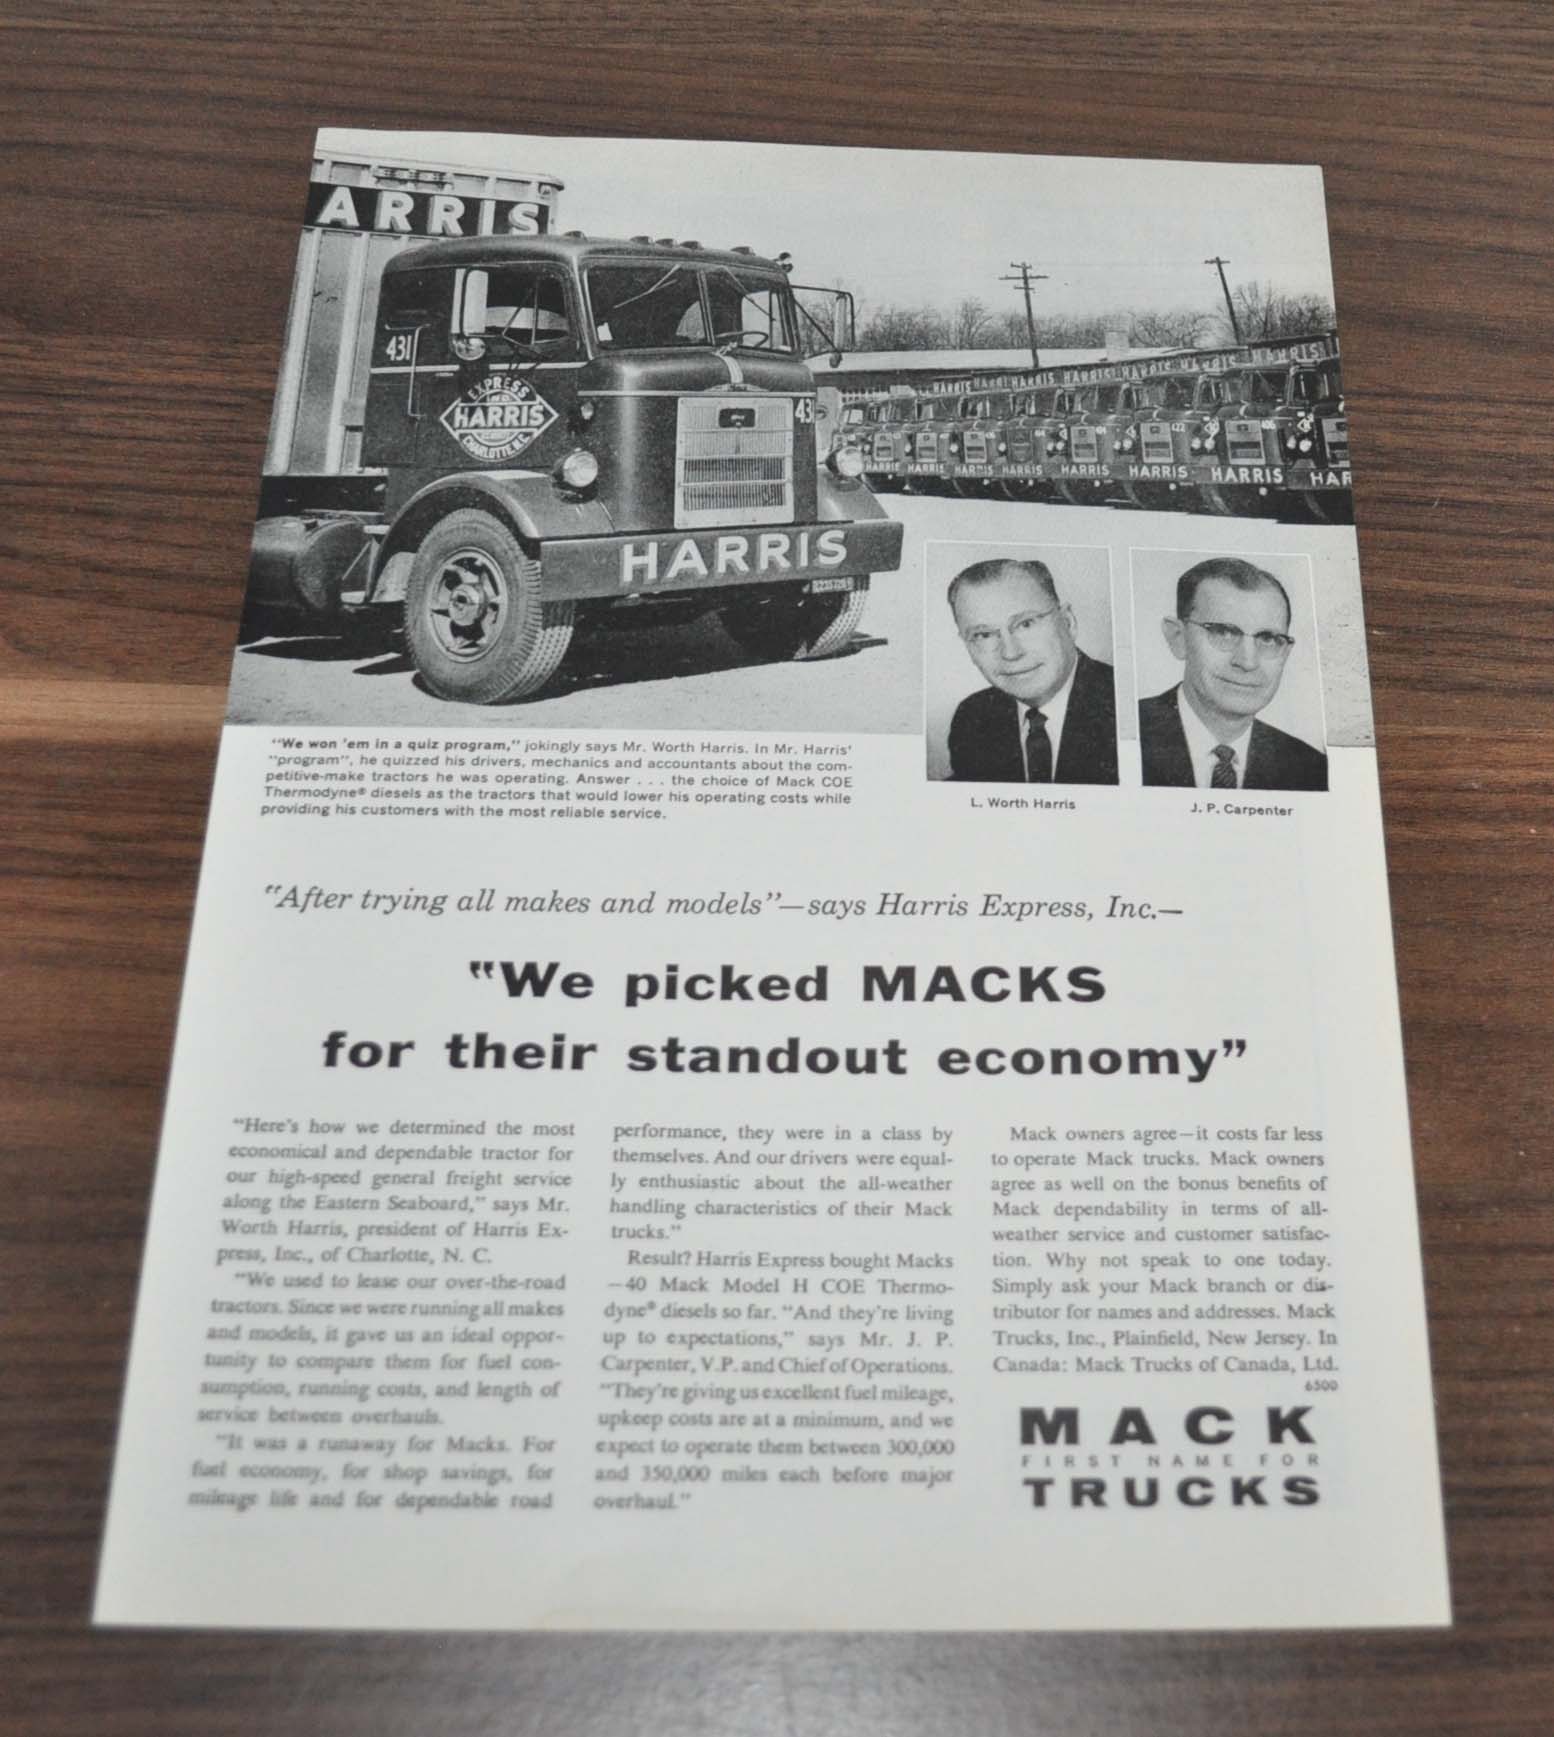 ARRIS
431
EXPRESS
HARRIS
CHARLOTTE, N.C.
43
HARRIS
HARRIS HARRIS HARRIS HARRIS HARRIS HARRIS HARRIS
404 422 406
HARRIS HARRIS HARRIS HARRIS HARRIS HARRIS HARRIS HAR
"We won 'em in a quiz program," jokingly says Mr. Worth Harris. In Mr. Harris'
"program", he quizzed his drivers, mechanics and accountants about the com-
petitive-make tractors he was operating. Answer . . . the choice of Mack COE
Thermodyne® diesels as the tractors that would lower his operating costs while
providing his customers with the most reliable service.
L. Worth Harris
J. P. Carpenter
"After trying all makes and models"—says Harris Express, Inc.—
"We picked MACKS
for their standout economy"
"Here's how we determined the most
economical and dependable tractor for
our high-speed general freight service
along the Eastern Seaboard," says Mr.
Worth Harris, president of Harris Ex-
press, Inc., of Charlotte, N. C.
"We used to lease our over-the-road
tractors. Since we were running all makes
and models, it gave us an ideal oppor-
tunity to compare them for fuel con-
sumption, running costs, and length of
service between overhauls.
"It was a runaway for Macks. For
fuel economy, for shop savings, for
mileage life and for dependable road
performance, they were in a class by
themselves. And our drivers were equal-
ly enthusiastic about the all-weather
handling characteristics of their Mack
trucks."
Result? Harris Express bought Macks
—40 Mack Model H COE Thermo-
dyne® diesels so far. "And they're living
up to expectations," says Mr. J. P.
Carpenter, V.P. and Chief of Operations.
"They're giving us excellent fuel mileage,
upkeep costs are at a minimum, and we
expect to operate them between 300,000
and 350,000 miles each before major
overhaul."
Mack owners agree—it costs far less
to operate Mack trucks. Mack owners
agree as well on the bonus benefits of
Mack dependability in terms of all-
weather service and customer satisfac-
tion. Why not speak to one today.
Simply ask your Mack branch or dis-
tributor for names and addresses. Mack
Trucks, Inc., Plainfield, New Jersey. In
Canada: Mack Trucks of Canada, Ltd.
6500
MACK
FIRST NAME FOR
TRUCKS